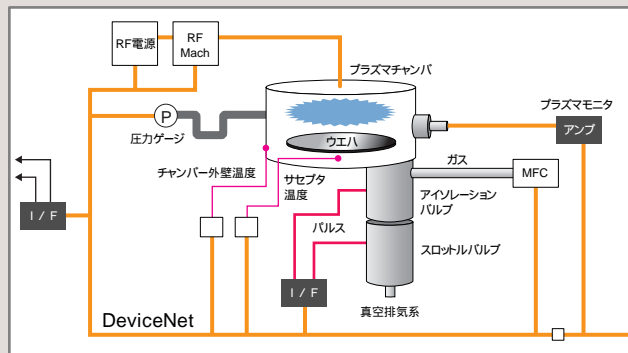 RF電源
RF
Mach
プラズマチャンバ
P
圧力ゲージ
ウエハ
プラズマモニタ
アンプ
チャンバー外壁温度
サセプタ
温度
ガス
MFC
アイソレーション
バルブ
I / F
パルス
スロットルバルブ
I / F
真空排気系
DeviceNet